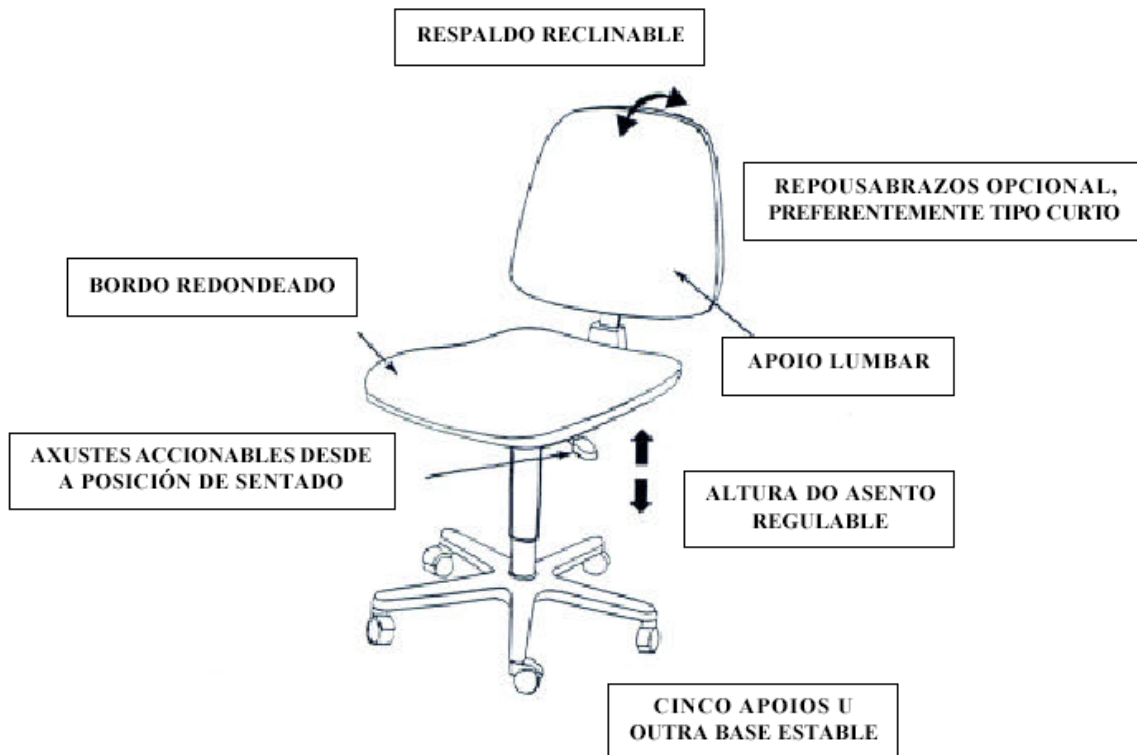 RESPALDO RECLINABLE
REPOUSABRAZOS OPCIONAL,
PREFERENTEMENTE TIPO CURTO
BORDO REDONDEADO
APOIO LUMBAR
AXUSTES ACCIONABLES DESDE
A POSICIÓN DE SENTADO
ALTURA DO ASENTO
REGULABLE
CINCO APOIOS U
OUTRA BASE ESTABLE